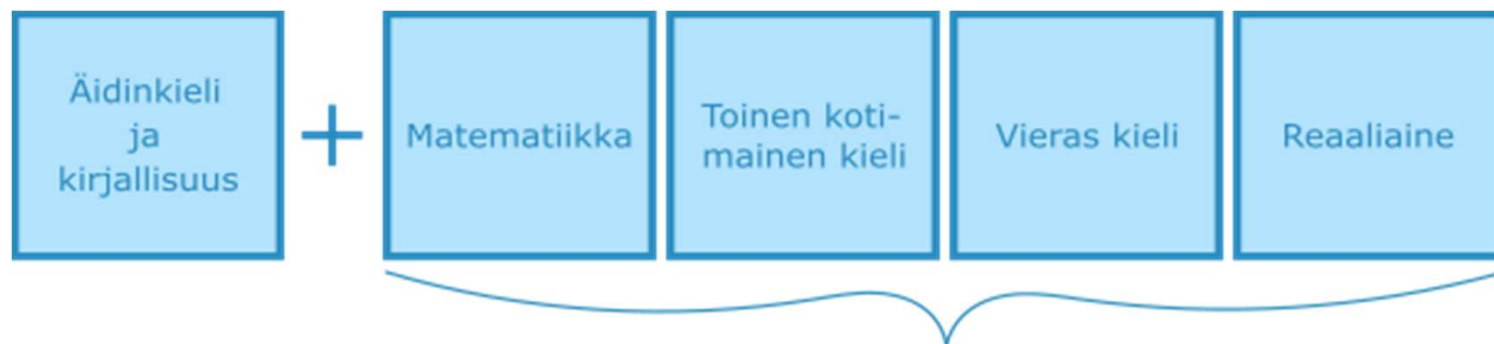 Äidinkieli
ja
kirjallisuus
+
Matematiikka
Toinen koti-
mainen kieli
Vieras kieli
Reaaliaine